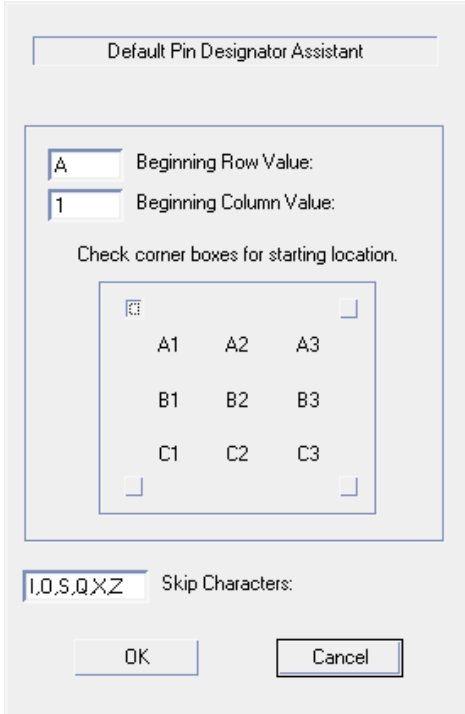 Default Pin Designator Assistant
A Beginning Row Value:
1 Beginning Column Value:
Check corner boxes for starting location.
A1 A2 A3
B1 B2 B3
C1 C2 C3
I,O,S,Q,X,Z Skip Characters:
OK Cancel